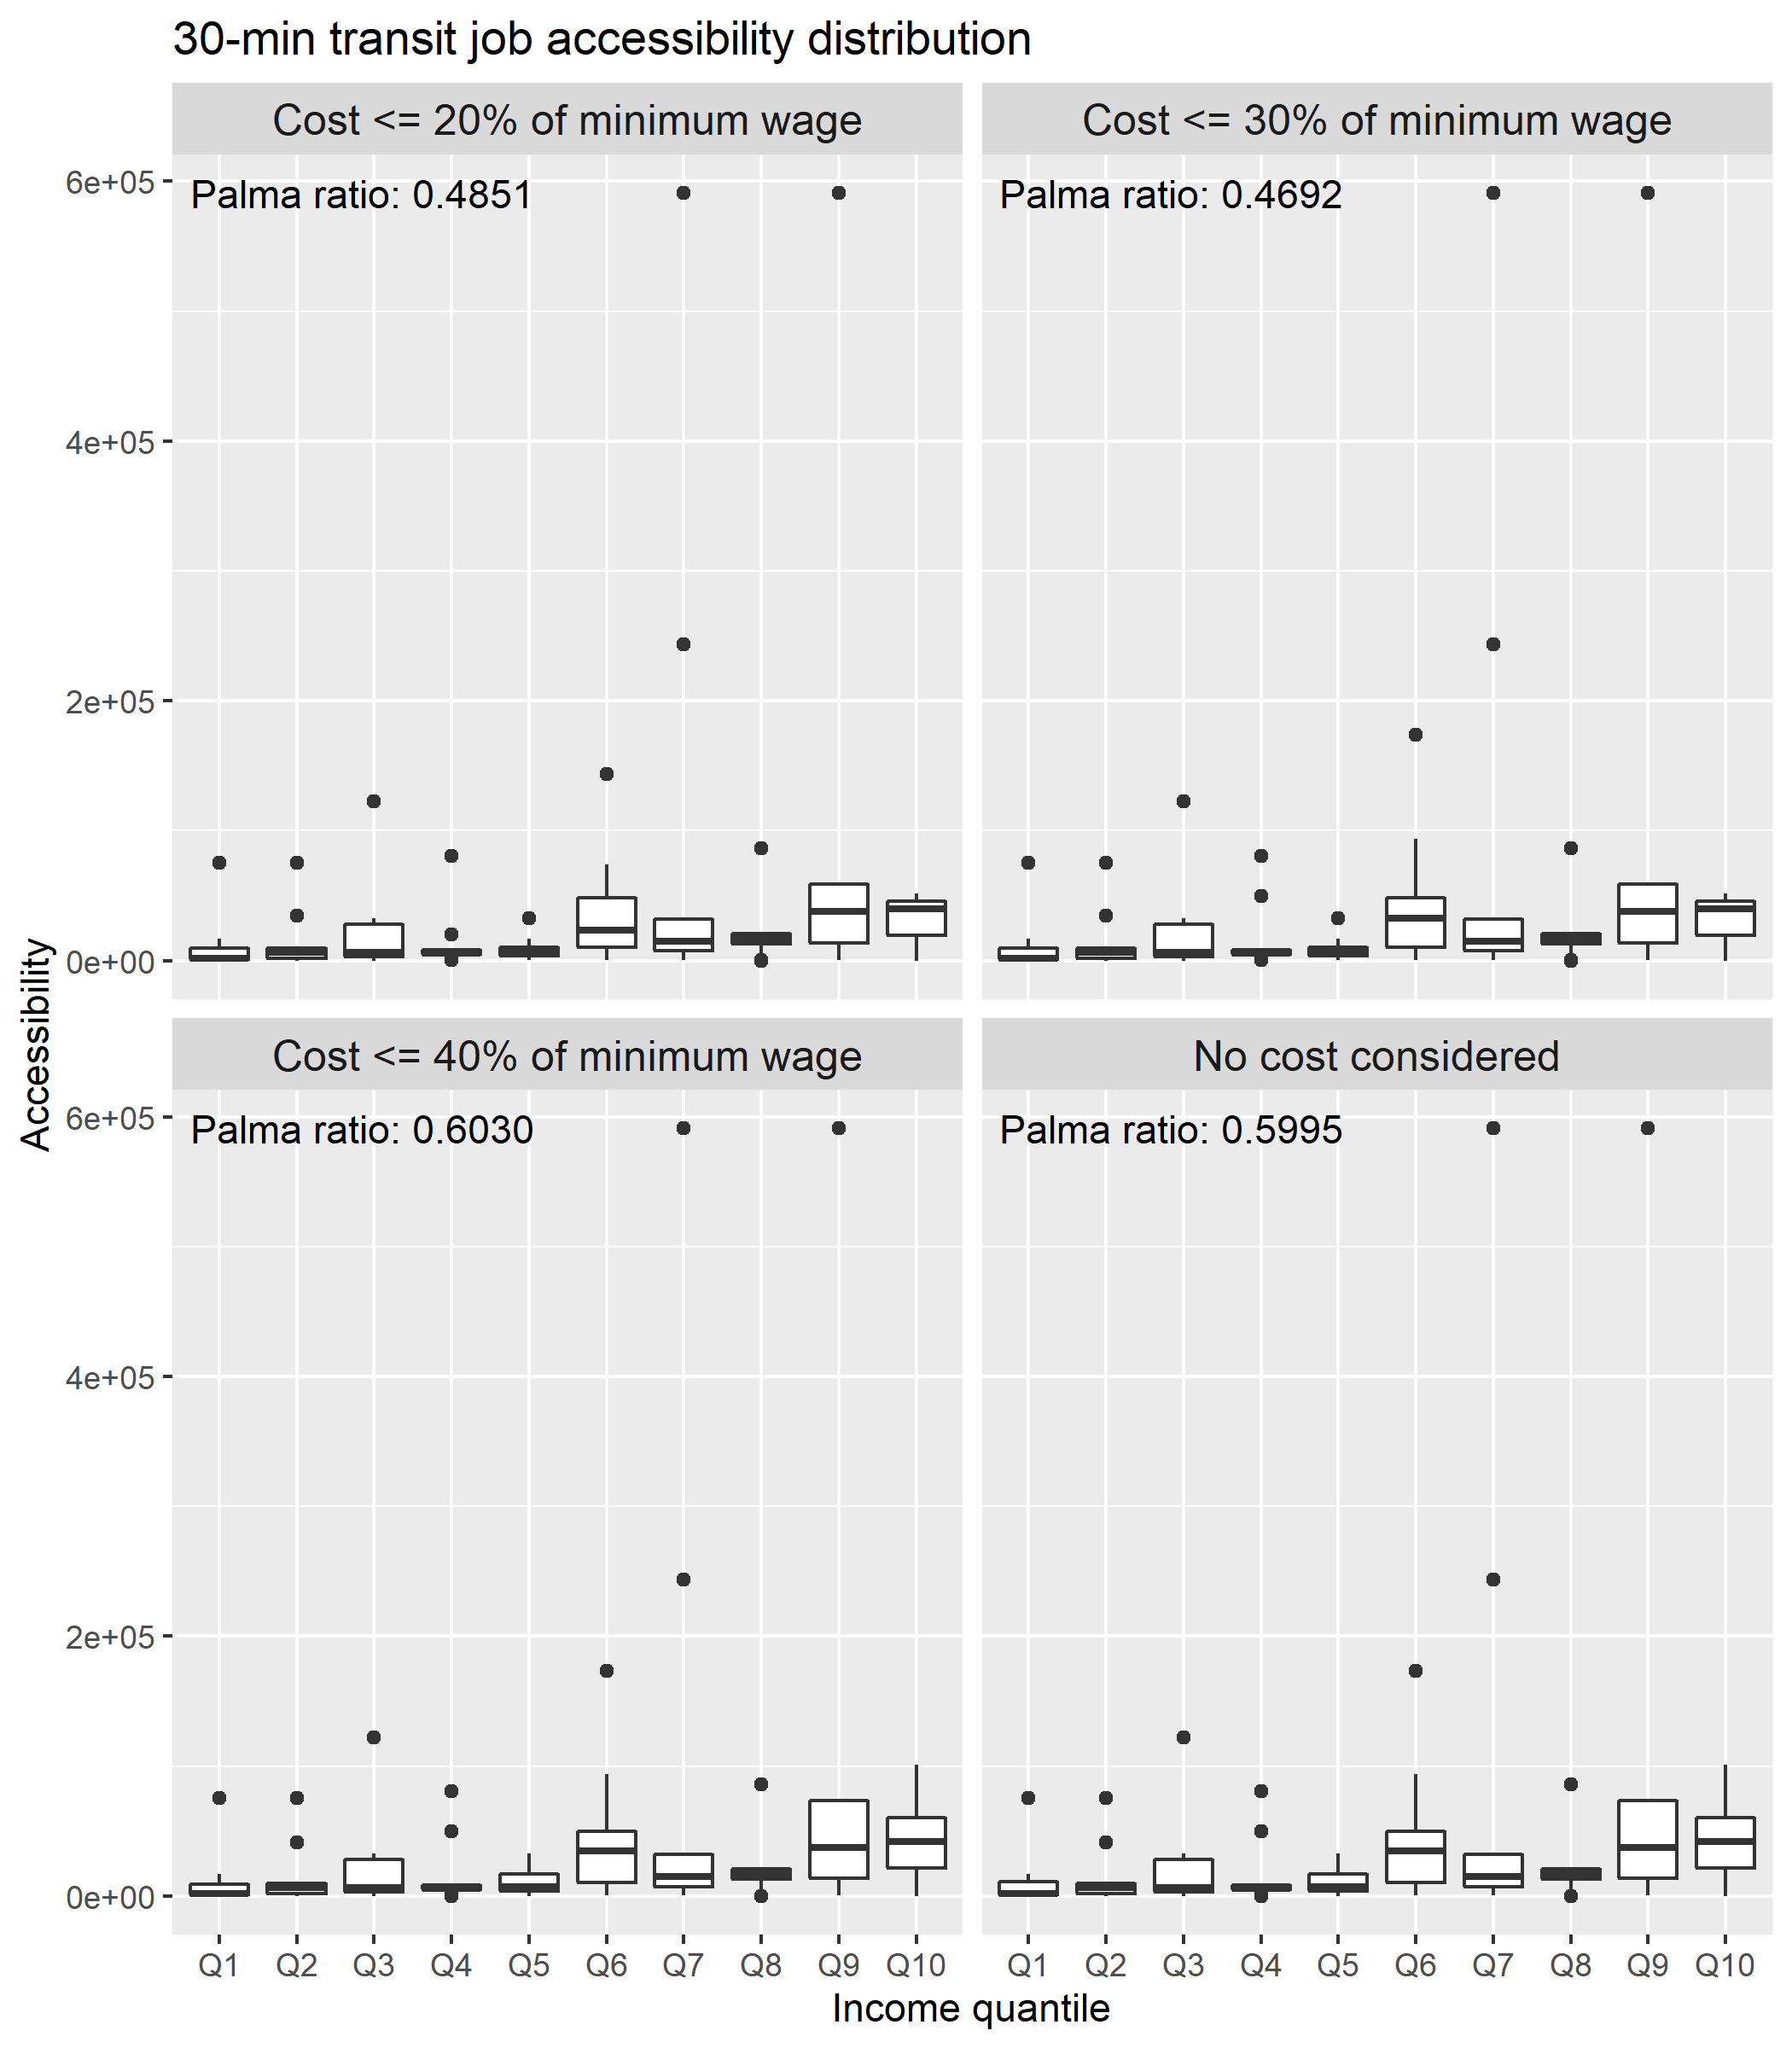 30-min transit job accessibility distribution
Cost <= 20% of minimum wage
Cost <= 30% of minimum wage
6e+05
Palma ratio: 0.4851
Palma ratio: 0.4692
4e+05
2e+05
0e+00
Accessibility
Cost <= 40% of minimum wage
No cost considered
6e+05
Palma ratio: 0.6030
Palma ratio: 0.5995
4e+05
2e+05
0e+00
Q1 Q2 Q3 Q4 Q5 Q6 Q7 Q8 Q9 Q10
Q1 Q2 Q3 Q4 Q5 Q6 Q7 Q8 Q9 Q10
Income quantile